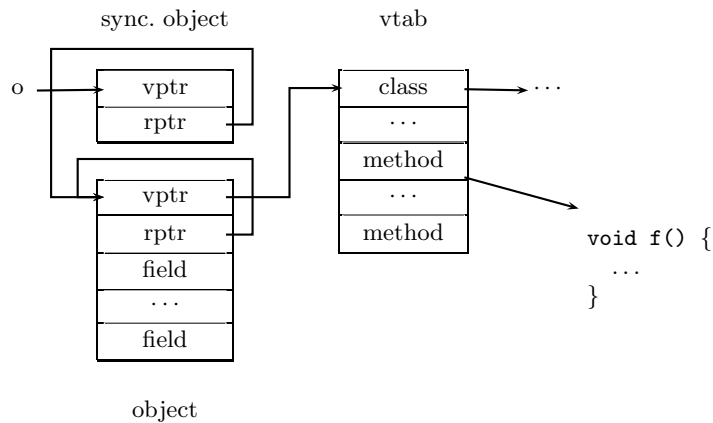 sync. object
vtab
o
vptr
rptr
vptr
rptr
field
···
field
object
class
···
method
···
method
···
void f() {
...
}